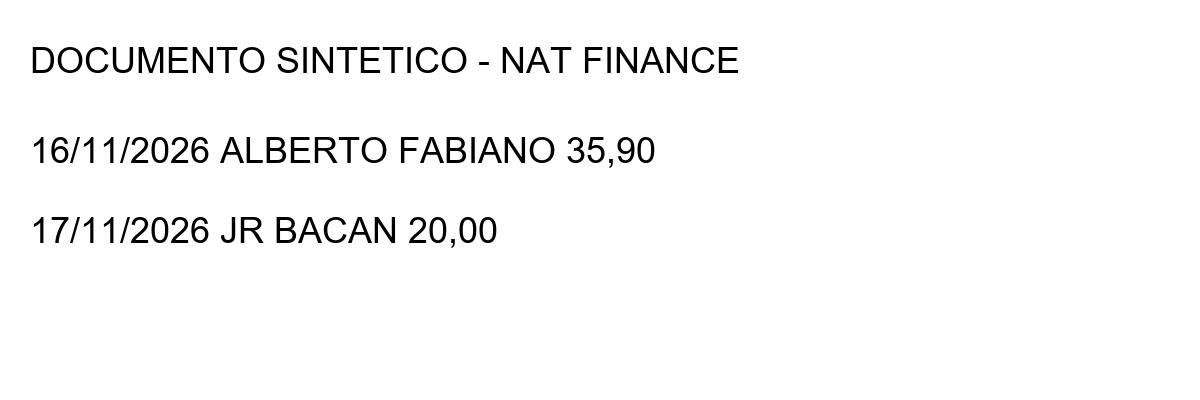 DOCUMENTO SINTETICO - NAT FINANCE
16/11/2026 ALBERTO FABIANO 35,90
17/11/2026 JR BACAN 20,00